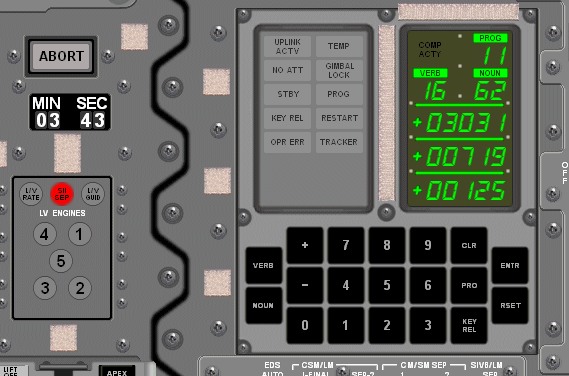 ABORT
MIN SEC
03 43
L/V RATE
SII SEP
L/V GUID
LV ENGINES
4 1
5
3 2
LIFT OFF
APEX
UPLINK ACTY
TEMP
NO ATT
GIMBAL LOCK
STBY
PROG
KEY REL
RESTART
OPR ERR
TRACKER
COMP ACTY
PROG
11
VERB NOUN
16 62
+03031
+00719
+00125
VERB
NOUN
+ 7 8 9 CLR
- 4 5 6 PRO
0 1 2 3 KEY REL
ENTR
RSET
OFF
EDS AUTO
CSM/LM
CM/SM SEP
SIVB/LM SEP
SEP-2
1 2